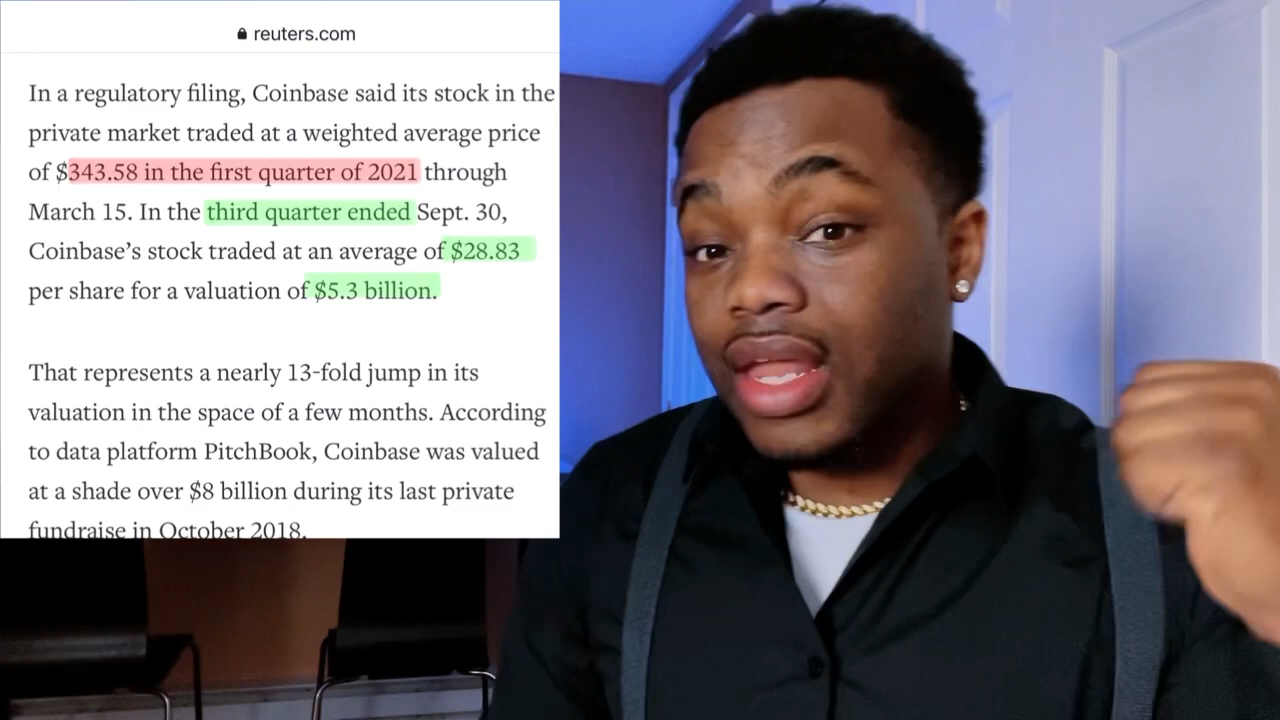 reuters.com
In a regulatory filing, Coinbase said its stock in the
private market traded at a weighted average price
of $343.58 in the first quarter of 2021 through
March 15. In the third quarter ended Sept. 30,
Coinbase’s stock traded at an average of $28.83
per share for a valuation of $5.3 billion.
That represents a nearly 13-fold jump in its
valuation in the space of a few months. According
to data platform PitchBook, Coinbase was valued
at a shade over $8 billion during its last private
fundraise in October 2018.